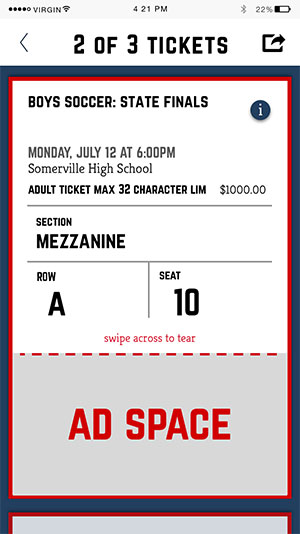 VIRGIN 4 21 PM 22%
2 OF 3 TICKETS
BOYS SOCCER: STATE FINALS
i
MONDAY, JULY 12 AT 6:00PM
Somerville High School
ADULT TICKET MAX 32 CHARACTER LIM $1000.00
SECTION
MEZZANINE
ROW SEAT
A 10
swipe across to tear
AD SPACE